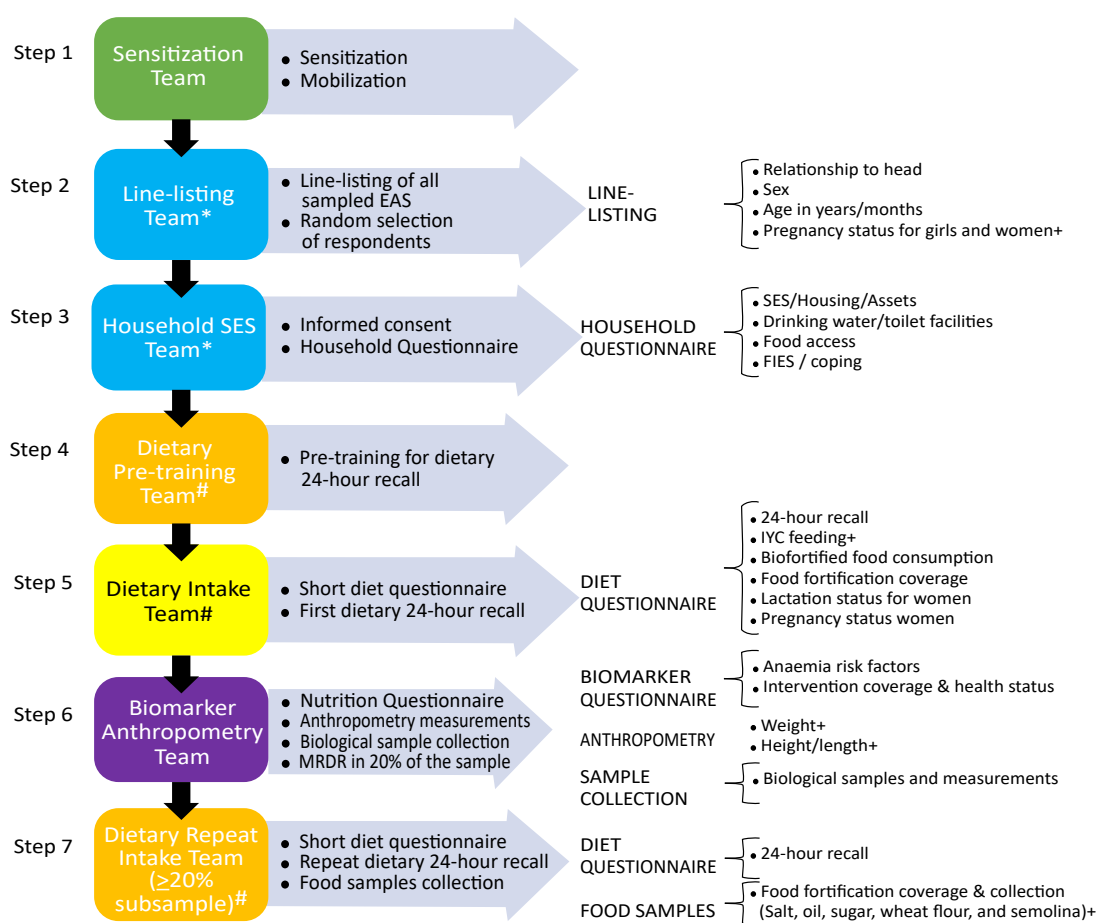 Step 1
Sensitization
Team
• Sensitization
• Mobilization
Step 2
Line-listing
Team*
• Line-listing of all
sampled EAS
• Random selection
of respondents
LINE-
LISTING
• Relationship to head
• Sex
• Age in years/months
• Pregnancy status for girls and women+
Step 3
Household SES
Team*
• Informed consent
• Household Questionnaire
HOUSEHOLD
QUESTIONNAIRE
• SES/Housing/Assets
• Drinking water/toilet facilities
• Food access
• FIES / coping
Step 4
Dietary
Pre-training
Team#
• Pre-training for dietary
24-hour recall
Step 5
Dietary Intake
Team#
• Short diet questionnaire
• First dietary 24-hour recall
DIET
QUESTIONNAIRE
• 24-hour recall
• IYC feeding+
• Biofortified food consumption
• Food fortification coverage
• Lactation status for women
• Pregnancy status women
Step 6
Biomarker
Anthropometry
Team
• Nutrition Questionnaire
• Anthropometry measurements
• Biological sample collection
• MRDR in 20% of the sample
BIOMARKER
QUESTIONNAIRE
• Anaemia risk factors
• Intervention coverage & health status
ANTHROPOMETRY
• Weight+
• Height/length+
SAMPLE
COLLECTION
• Biological samples and measurements
Step 7
Dietary Repeat
Intake Team
(≥20%
subsample)#
• Short diet questionnaire
• Repeat dietary 24-hour recall
• Food samples collection
DIET
QUESTIONNAIRE
• 24-hour recall
FOOD SAMPLES
• Food fortification coverage & collection
(Salt, oil, sugar, wheat flour, and semolina)+